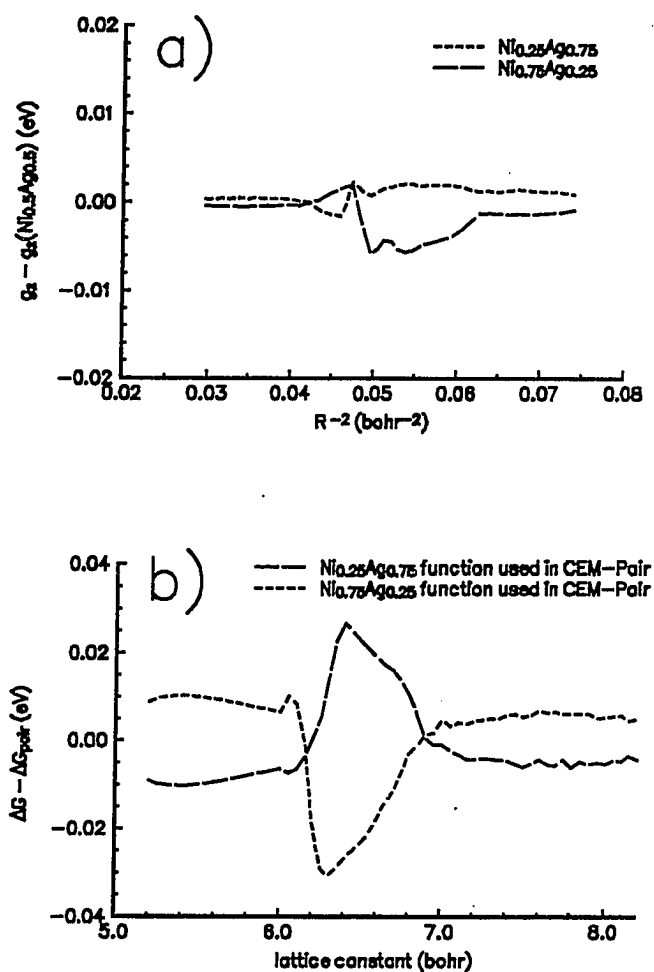 a)
0.02
0.01
0.00
−0.01
−0.02
g₂ − g₂(Ni0.5Ag0.5) (eV)
Ni0.25Ag0.75
Ni0.75Ag0.25
0.02 0.03 0.04 0.05 0.06 0.07 0.08
R−2 (bohr−2)
b)
0.04
0.02
0.00
−0.02
−0.04
ΔG − ΔGpair (eV)
Ni0.25Ag0.75 function used in CEM−Pair
Ni0.75Ag0.25 function used in CEM−Pair
5.0 6.0 7.0 8.0
lattice constant (bohr)